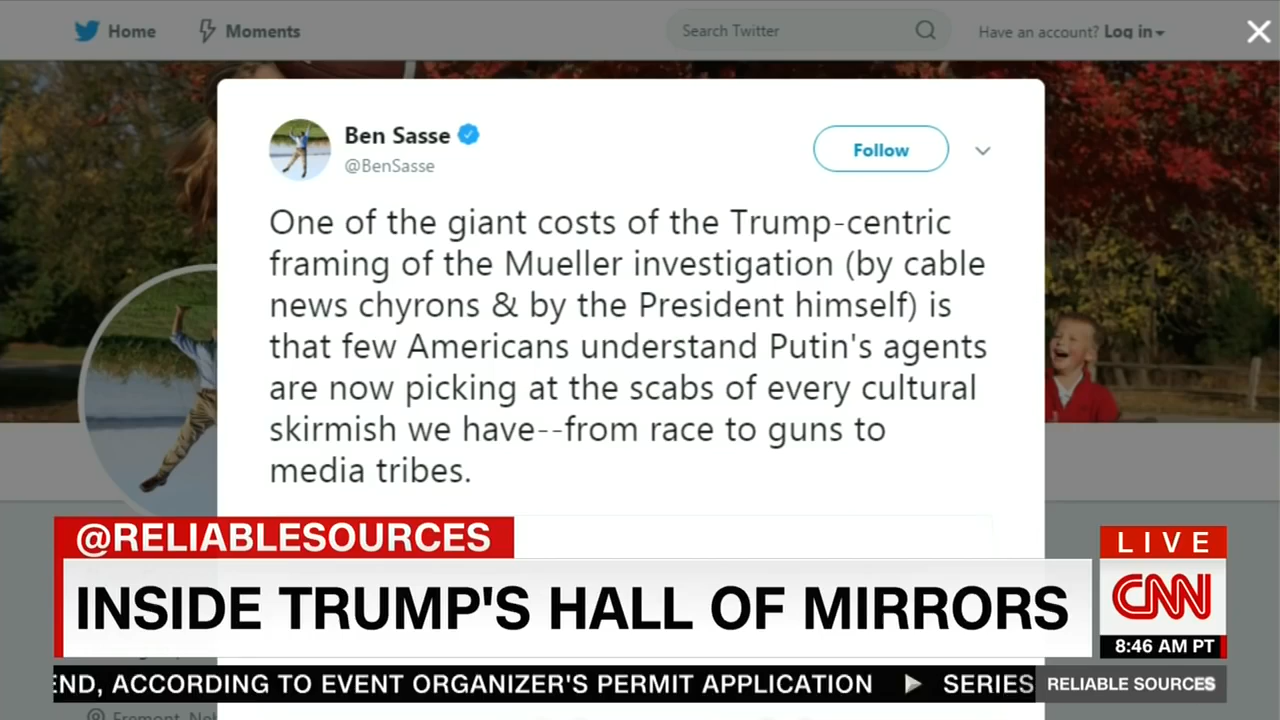 Home
Moments
Search Twitter
Have an account? Log in
Ben Sasse
@BenSasse
Follow
One of the giant costs of the Trump-centric
framing of the Mueller investigation (by cable
news chyrons & by the President himself) is
that few Americans understand Putin's agents
are now picking at the scabs of every cultural
skirmish we have--from race to guns to
media tribes.
@RELIABLESOURCES
INSIDE TRUMP'S HALL OF MIRRORS
LIVE
CNN
8:46 AM PT
END, ACCORDING TO EVENT ORGANIZER'S PERMIT APPLICATION ▶ SERIES
RELIABLE SOURCES